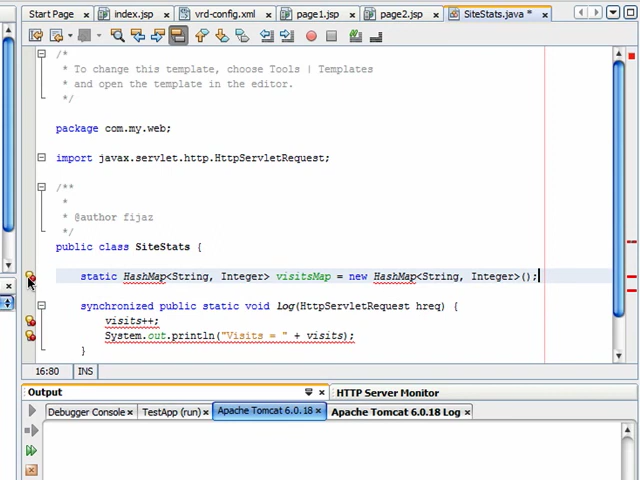 Start Page index.jsp vrd-config.xml page1.jsp page2.jsp SiteStats.java *
/*
* To change this template, choose Tools | Templates
* and open the template in the editor.
*/
package com.my.web;
import javax.servlet.http.HttpServletRequest;
/**
*
* @author fijaz
*/
public class SiteStats {
static HashMap<String, Integer> visitsMap = new HashMap<String, Integer>();
synchronized public static void log(HttpServletRequest hreq) {
visits++;
System.out.println("Visits = " + visits);
}
16:80 INS
Output HTTP Server Monitor
Debugger Console TestApp (run) Apache Tomcat 6.0.18 Apache Tomcat 6.0.18 Log